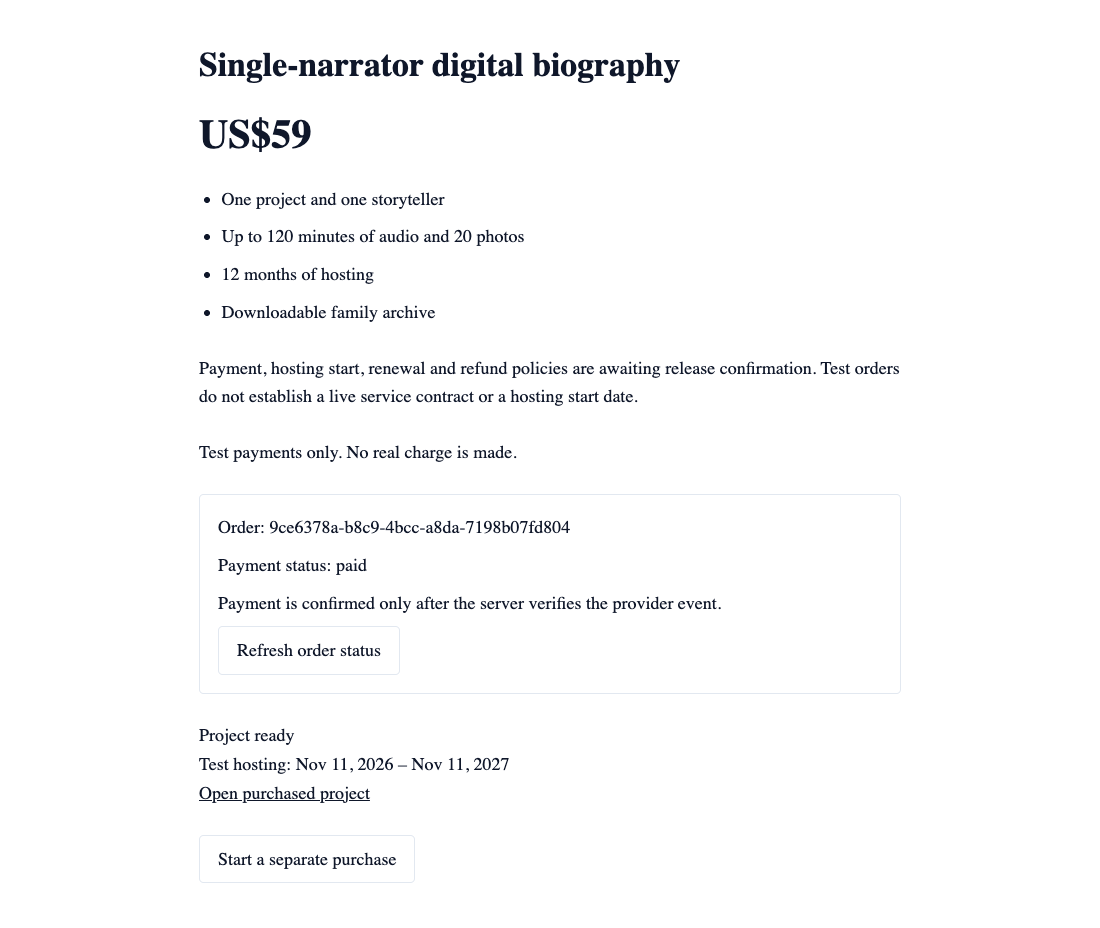 Single-narrator digital biography
US$59
• One project and one storyteller
• Up to 120 minutes of audio and 20 photos
• 12 months of hosting
• Downloadable family archive
Payment, hosting start, renewal and refund policies are awaiting release confirmation. Test orders
do not establish a live service contract or a hosting start date.
Test payments only. No real charge is made.
Order: 9ce6378a-b8c9-4bcc-a8da-7198b07fd804
Payment status: paid
Payment is confirmed only after the server verifies the provider event.
Refresh order status
Project ready
Test hosting: Nov 11, 2026 – Nov 11, 2027
Open purchased project
Start a separate purchase